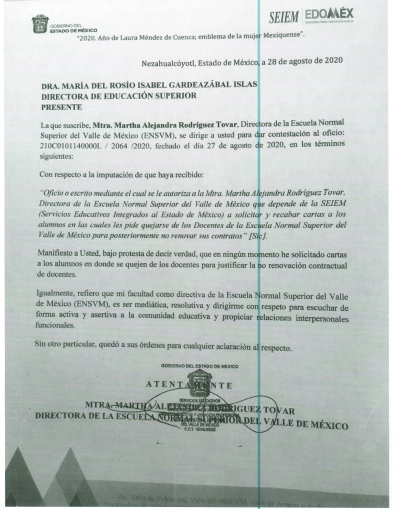 GOBIERNO DEL
ESTADO DE MÉXICO
SEIEM EDOMÉX
"2020. Año de Laura Méndez de Cuenca; emblema de la mujer Mexiquense".
Nezahualcóyotl, Estado de México, a 28 de agosto de 2020
DRA. MARÍA DEL ROSÍO ISABEL GARDEAZÁBAL ISLAS
DIRECTORA DE EDUCACIÓN SUPERIOR
PRESENTE
La que suscribe, Mtra. Martha Alejandra Rodríguez Tovar, Directora de la Escuela Normal
Superior del Valle de México (ENSVM), se dirige a usted para dar contestación al oficio:
210C0101140000L / 2064 /2020, fechado el día 27 de agosto de 2020, en los términos
siguientes:
Con respecto a la imputación de que haya recibido:
"Oficio o escrito mediante el cual se le autoriza a la Mtra. Martha Alejandra Rodríguez Tovar,
Directora de la Escuela Normal Superior del Valle de México que depende de la SEIEM
(Servicios Educativos Integrados al Estado de México) a solicitar y recabar cartas a los
alumnos en las cuales les pide quejarse de los Docentes de la Escuela Normal Superior del
Valle de México para posteriormente no renovar sus contratos" [Sic].
Manifiesto a Usted, bajo protesta de decir verdad, que en ningún momento he solicitado cartas
a los alumnos en donde se quejen de los docentes para justificar la no renovación contractual
de docentes.
Igualmente, refiero que mi facultad como directiva de la Escuela Normal Superior del Valle
de México (ENSVM), es ser mediática, resolutiva y dirigirme con respeto para escuchar de
forma activa y asertiva a la comunidad educativa y propiciar relaciones interpersonales
funcionales.
Sin otro particular, quedó a sus órdenes para cualquier aclaración al respecto.
GOBIERNO DEL ESTADO DE MÉXICO
ATENTAMENTE
MTRA. MARTHA ALEJANDRA RODRÍGUEZ TOVAR
DIRECTORA DE LA ESCUELA NORMAL SUPERIOR DEL VALLE DE MÉXICO